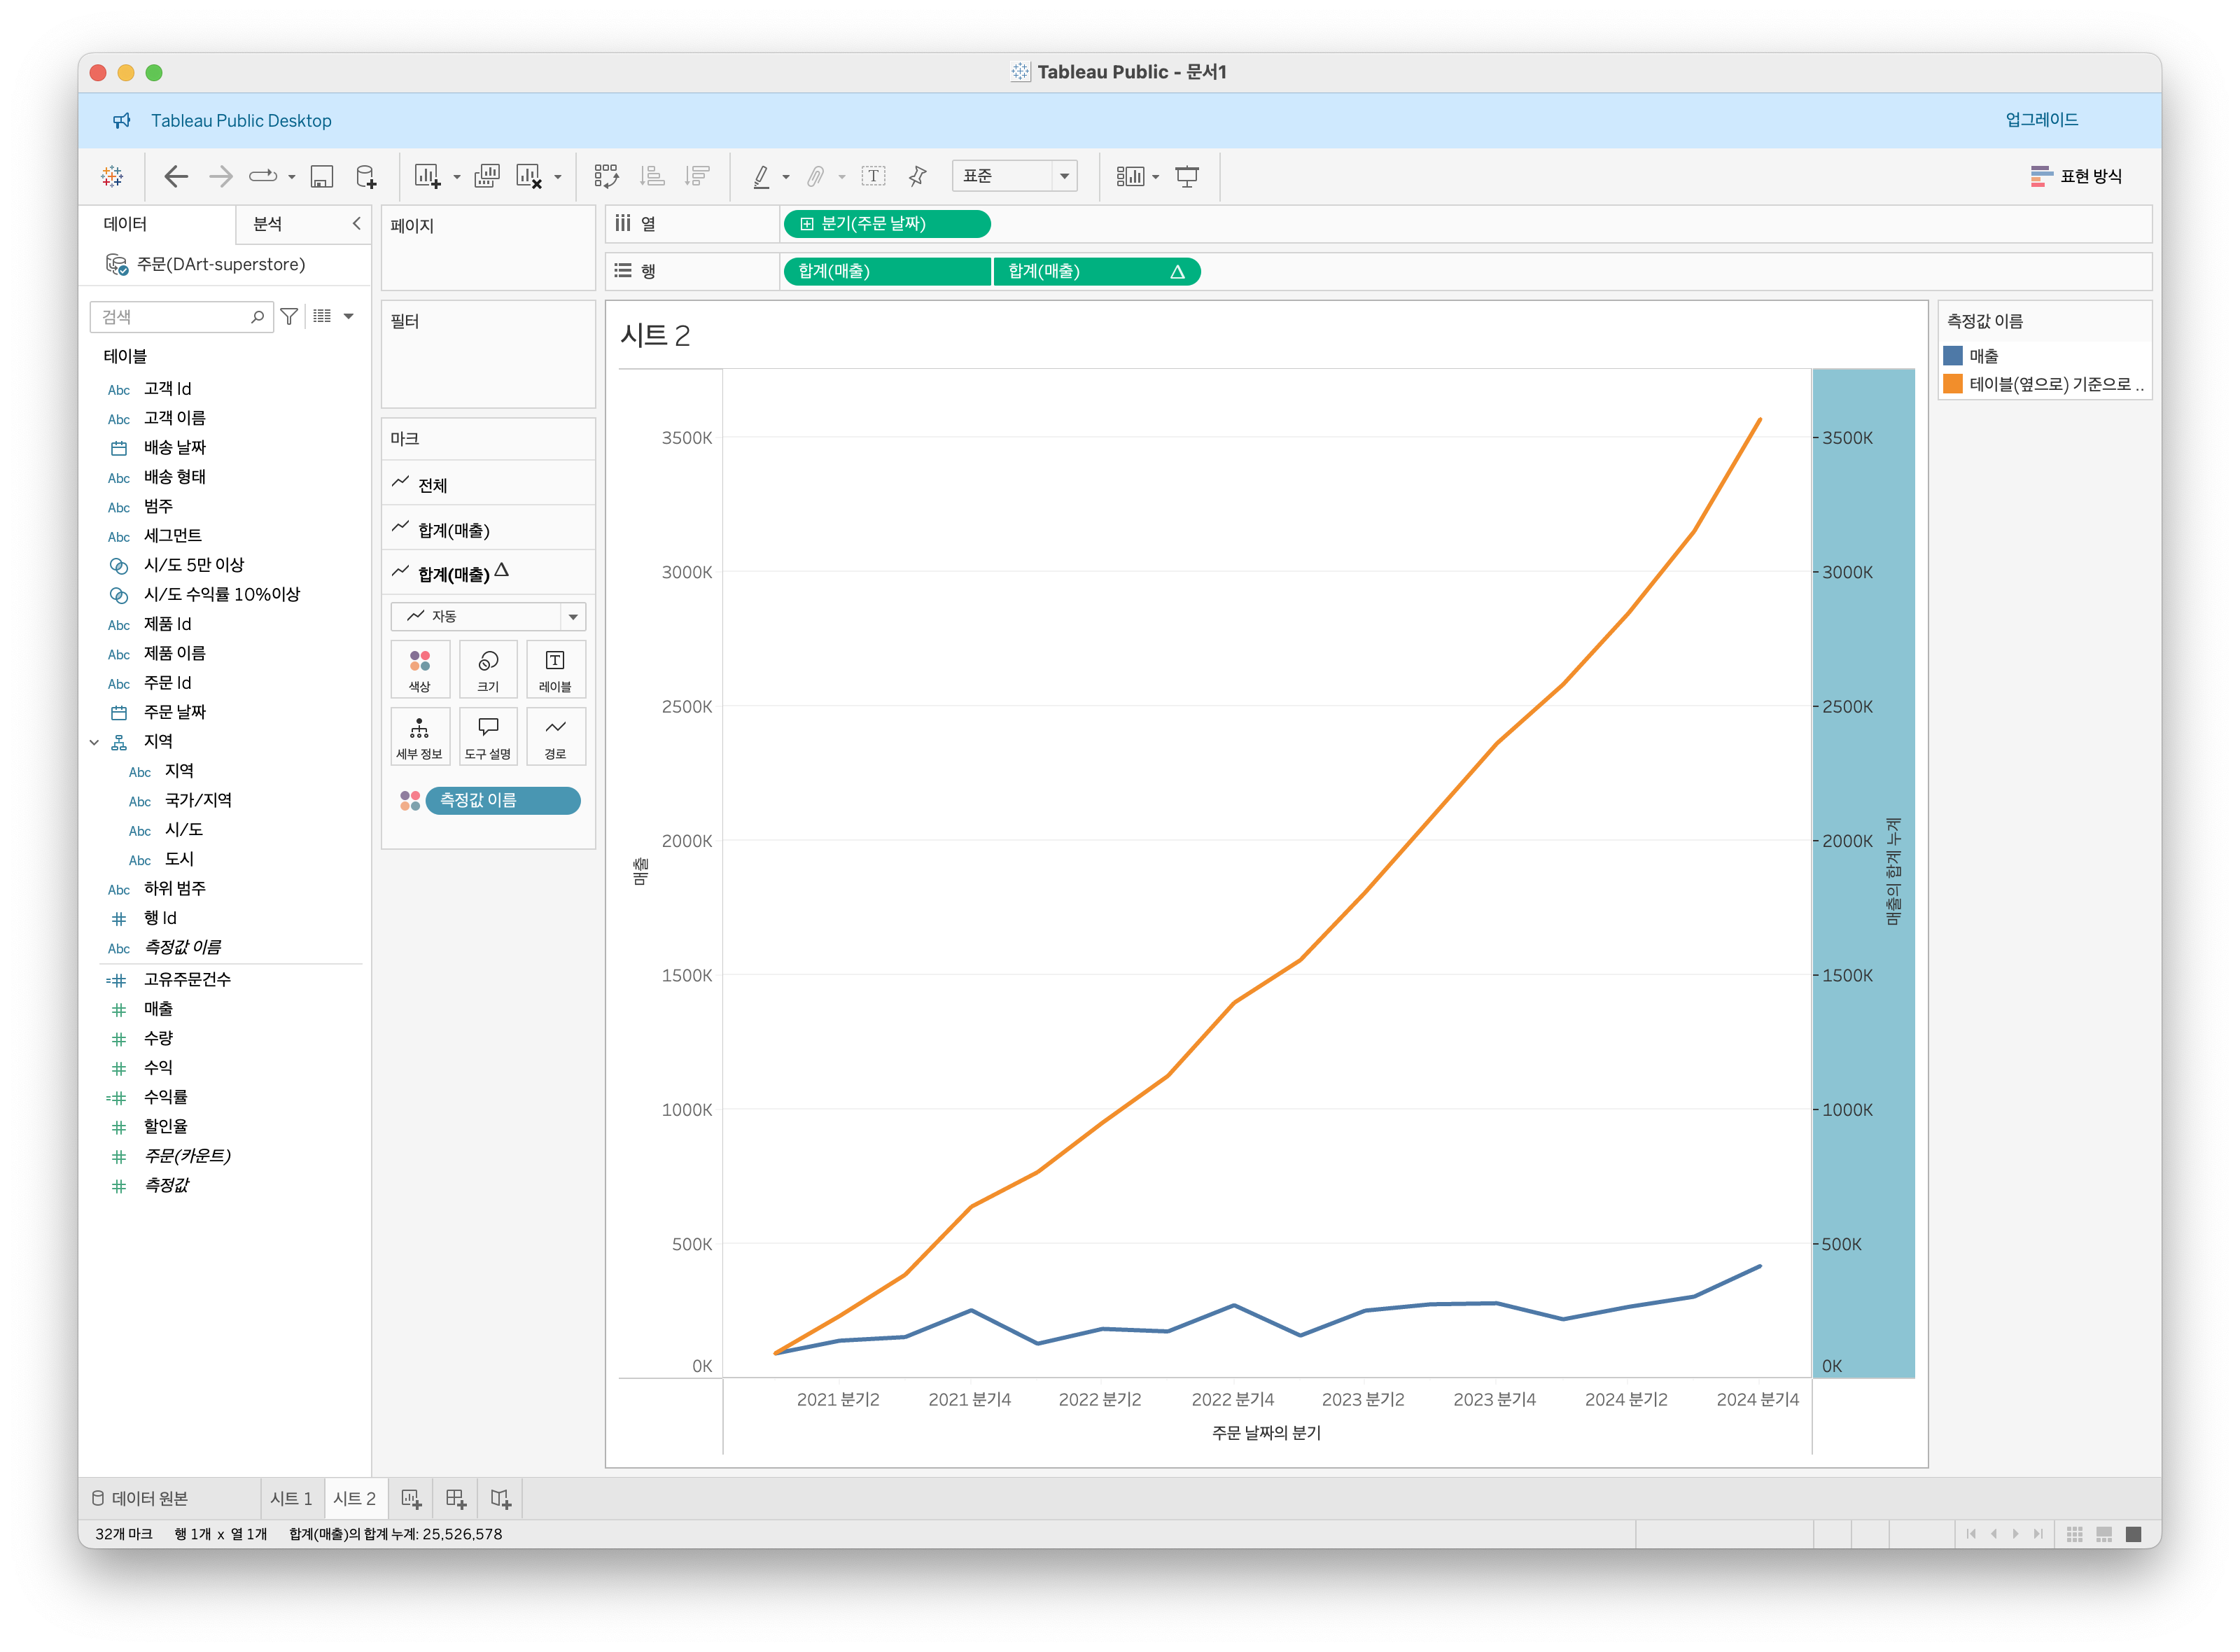 Tableau Public - 문서1
Tableau Public Desktop
업그레이드
표준
표현 방식
데이터
분석
주문(DArt-superstore)
검색
테이블
Abc 고객 Id
Abc 고객 이름
배송 날짜
Abc 배송 형태
Abc 범주
Abc 세그먼트
시/도 5만 이상
시/도 수익률 10%이상
Abc 제품 Id
Abc 제품 이름
Abc 주문 Id
주문 날짜
지역
Abc 지역
Abc 국가/지역
Abc 시/도
Abc 도시
Abc 하위 범주
# 행 Id
Abc 측정값 이름
=# 고유주문건수
# 매출
# 수량
# 수익
=# 수익률
# 할인율
# 주문(카운트)
# 측정값
페이지
필터
마크
전체
합계(매출)
합계(매출) △
자동
색상
크기
레이블
세부 정보
도구 설명
경로
측정값 이름
열
분기(주문 날짜)
행
합계(매출)
합계(매출) △
시트 2
3500K
3000K
2500K
2000K
1500K
1000K
500K
0K
매출
3500K
3000K
2500K
2000K
1500K
1000K
500K
0K
매출의 합계 누계
2021 분기2
2021 분기4
2022 분기2
2022 분기4
2023 분기2
2023 분기4
2024 분기2
2024 분기4
주문 날짜의 분기
측정값 이름
매출
테이블(옆으로) 기준으로 ..
데이터 원본
시트 1
시트 2
32개 마크
행 1개 x 열 1개
합계(매출)의 합계 누계: 25,526,578